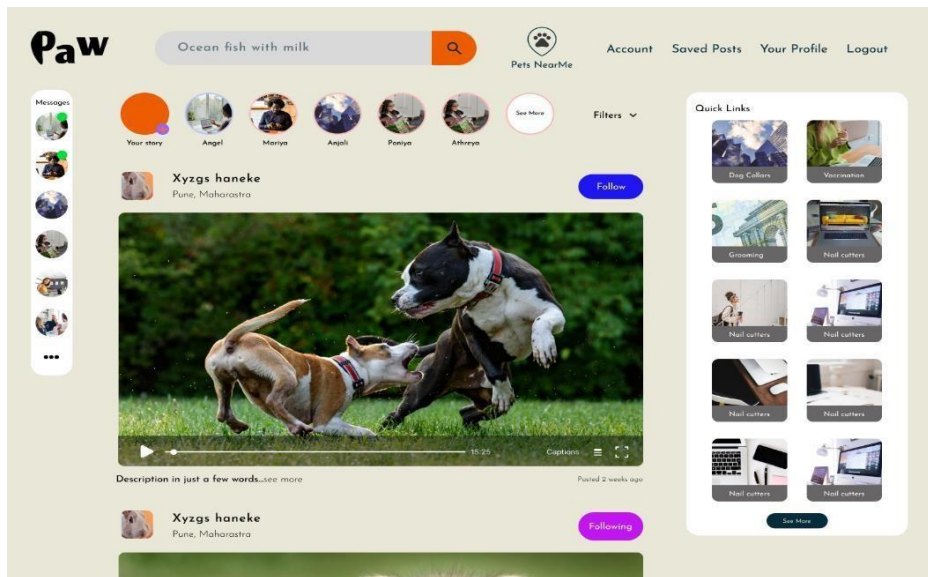 Paw
Ocean fish with milk
Pets NearMe
Account Saved Posts Your Profile Logout
Messages
Your story Angel Mariya Anjali Poniya Athreya See More
Filters
Quick Links
Dog Collars Vaccination
Grooming Nail cutters
Nail cutters Nail cutters
Nail cutters Nail cutters
Nail cutters Nail cutters
See More
Xyzgs haneke
Pune, Maharastra
Follow
15:25 Captions
Description in just a few words...see more
Posted 2 weeks ago
Xyzgs haneke
Pune, Maharastra
Following